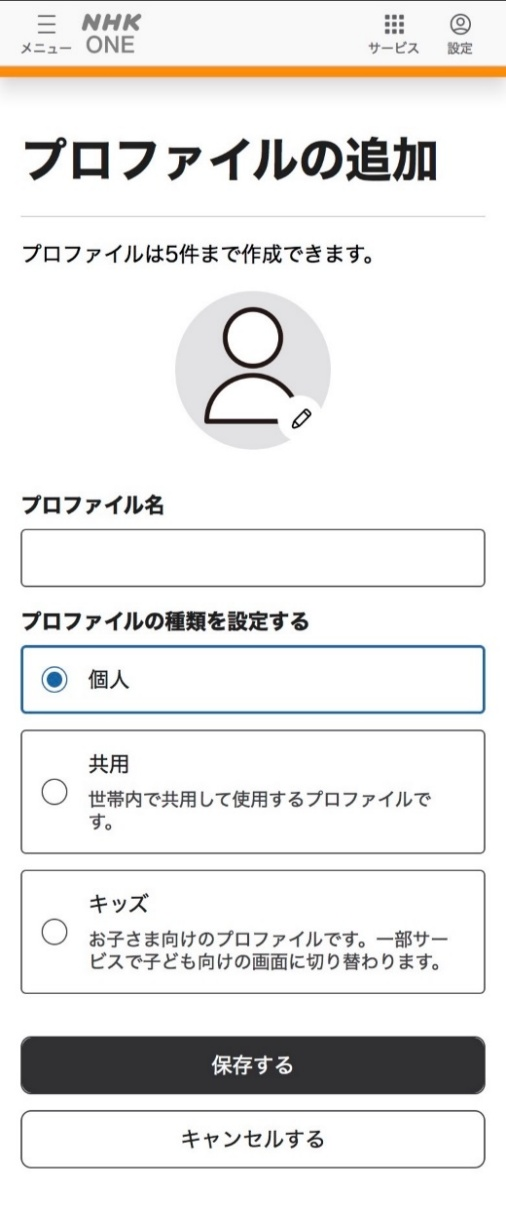 メニュー
NHK
ONE
サービス
設定
プロファイルの追加
プロファイルは5件まで作成できます。
プロファイル名
プロファイルの種類を設定する
個人
共用
世帯内で共用して使用するプロファイルで
す。
キッズ
お子さま向けのプロファイルです。一部サー
ビスで子ども向けの画面に切り替わります。
保存する
キャンセルする